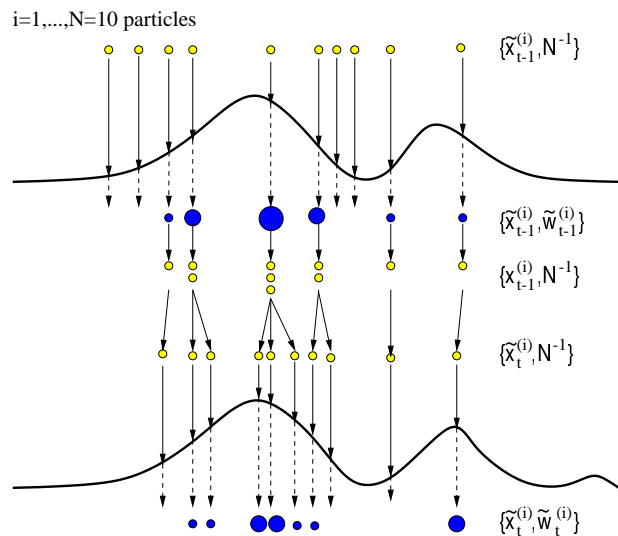 i=1,...,N=10 particles
{x̃_{t-1}^{(i)},N^{-1}}
{x̃_{t-1}^{(i)},w̃_{t-1}^{(i)}}
{x_{t-1}^{(i)},N^{-1}}
{x̃_t^{(i)},N^{-1}}
{x̃_t^{(i)},w̃_t^{(i)}}